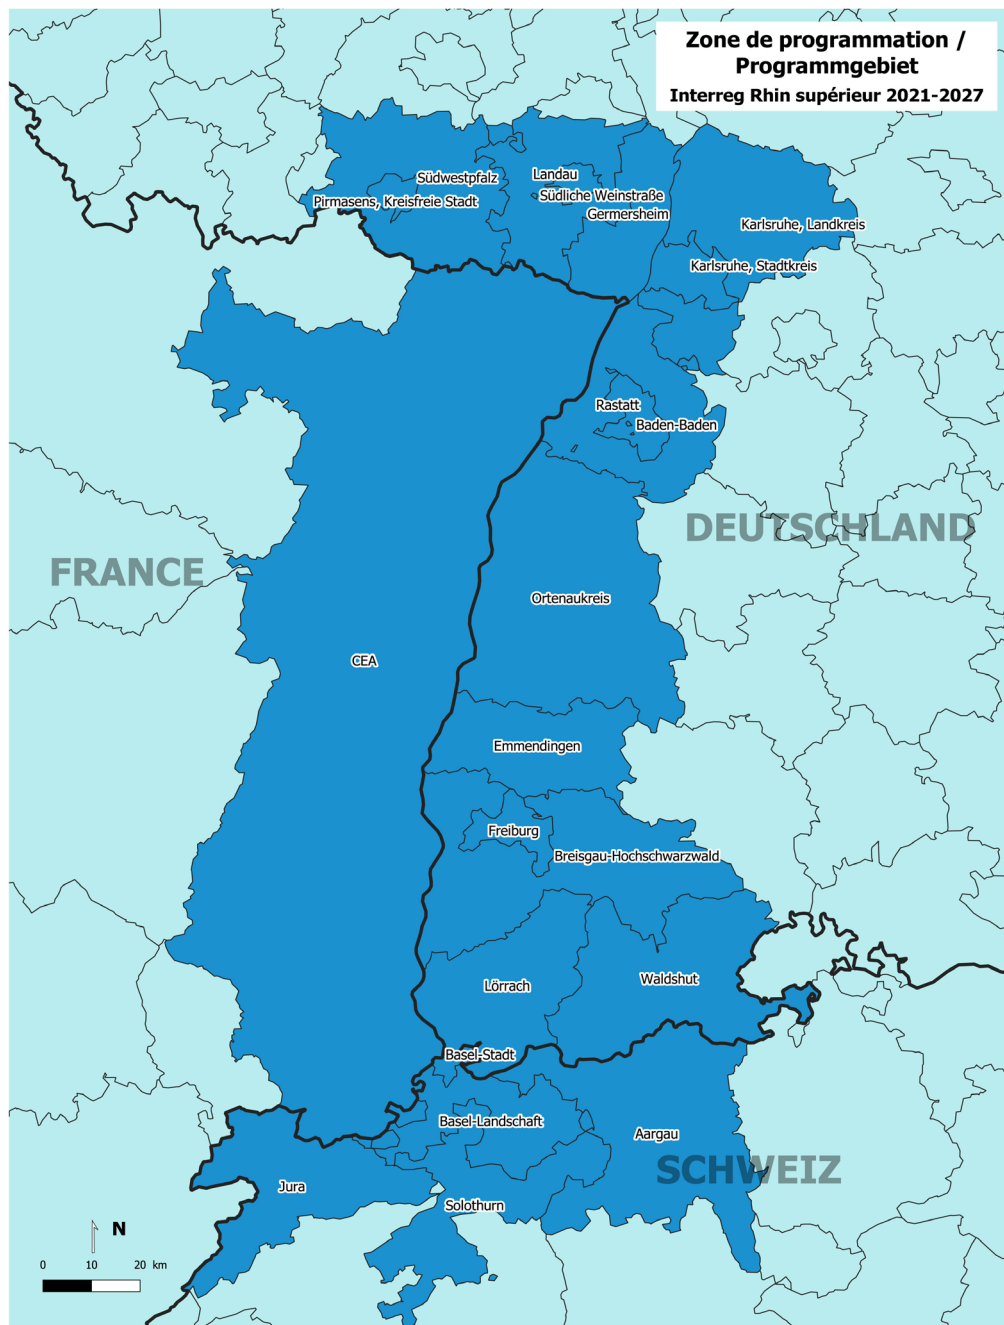 Zone de programmation /
Programmgebiet
Interreg Rhin supérieur 2021-2027
Südwestpfalz
Landau
Pirmasens, Kreisfreie Stadt
Südliche Weinstraße
Germersheim
Karlsruhe, Landkreis
Karlsruhe, Stadtkreis
Rastatt
Baden-Baden
DEUTSCHLAND
FRANCE
Ortenaukreis
CEA
Emmendingen
Freiburg
Breisgau-Hochschwarzwald
Lörrach
Waldshut
Basel-Stadt
Basel-Landschaft
Aargau
SCHWEIZ
Jura
Solothurn
N
0 10 20 km